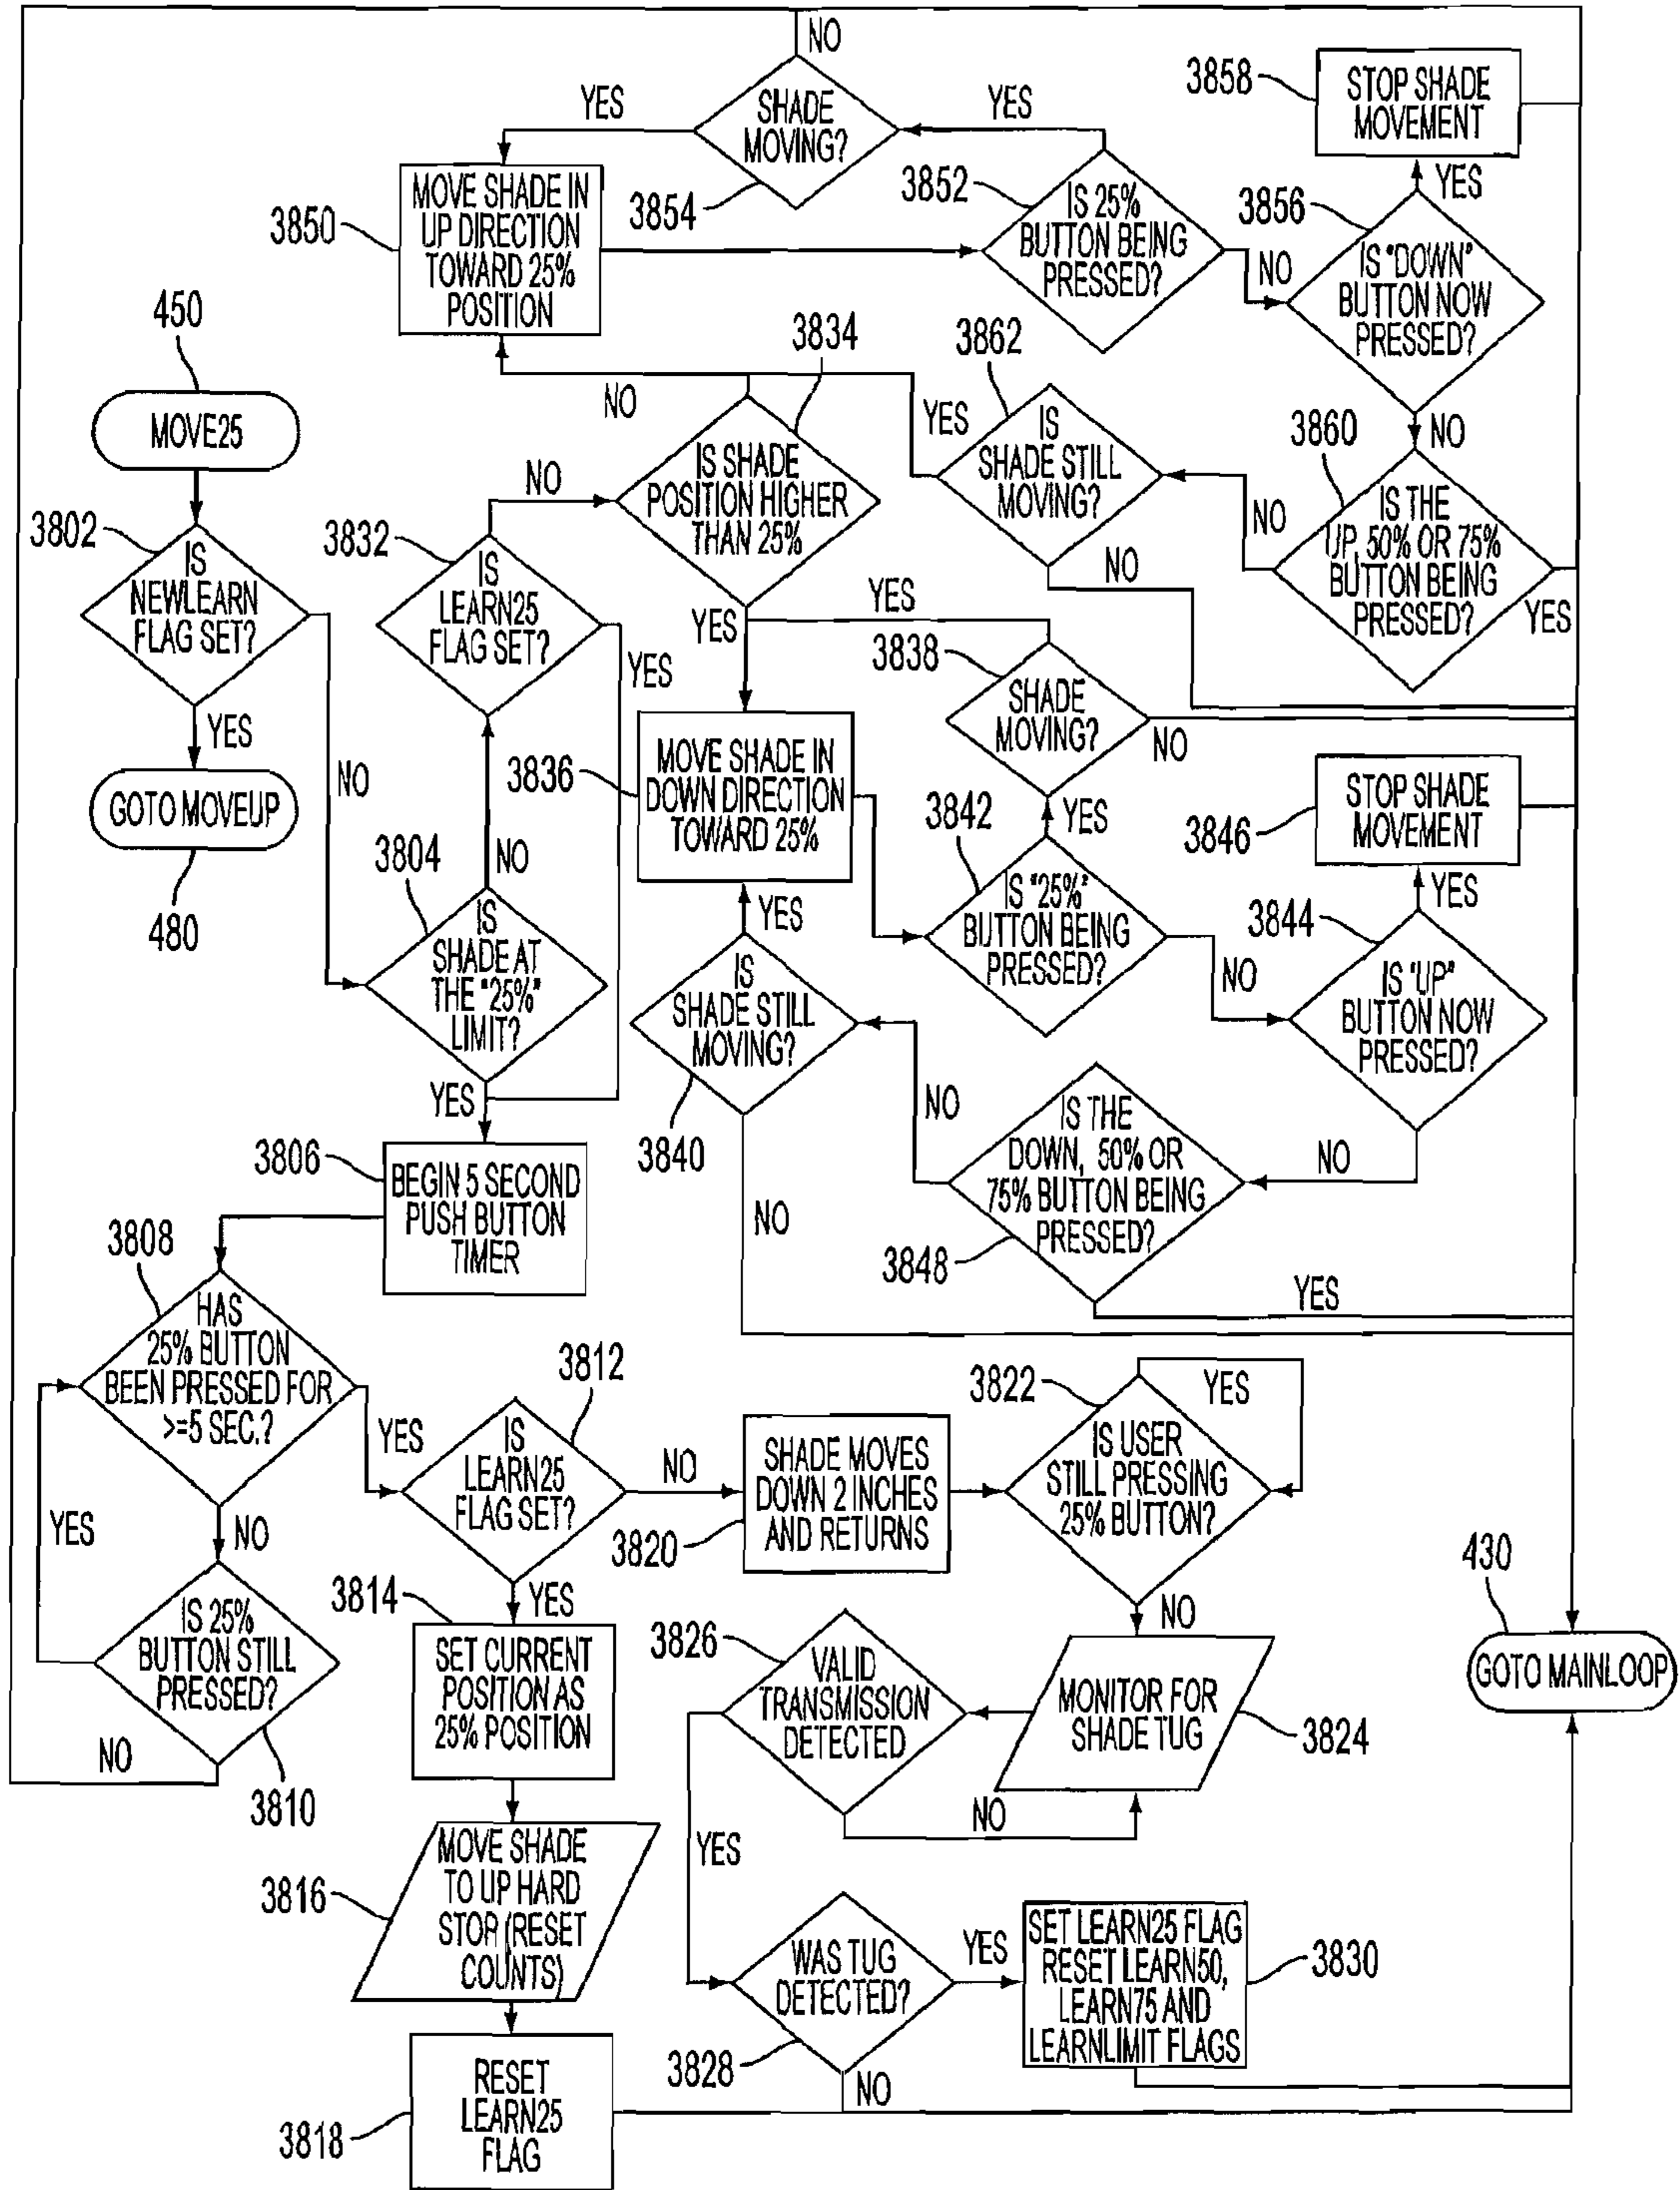 NO
3858
STOP SHADE
MOVEMENT
YES
SHADE
MOVING?
YES
3854
3852
IS 25%
BUTTON BEING
PRESSED?
3856
YES
IS "DOWN"
BUTTON NOW
PRESSED?
NO
3850
MOVE SHADE IN
UP DIRECTION
TOWARD 25%
POSITION
450
MOVE25
3834
NO
3862
YES
IS
SHADE STILL
MOVING?
NO
3860
NO
IS THE
UP, 50% OR 75%
BUTTON BEING
PRESSED?
NO
YES
3802
IS
NEWLEARN
FLAG SET?
YES
NO
GOTO MOVEUP
480
3832
IS
LEARN25
FLAG SET?
NO
YES
IS SHADE
POSITION HIGHER
THAN 25%
YES
YES
3838
SHADE
MOVING?
NO
3836
MOVE SHADE IN
DOWN DIRECTION
TOWARD 25%
3842
YES
IS "25%"
BUTTON BEING
PRESSED?
NO
3846
STOP SHADE
MOVEMENT
YES
3844
IS "UP"
BUTTON NOW
PRESSED?
NO
3804
NO
IS
SHADE AT
THE "25%"
LIMIT?
YES
YES
IS
SHADE STILL
MOVING?
3840
NO
NO
IS THE
DOWN, 50% OR
75% BUTTON BEING
PRESSED?
3848
YES
3806
BEGIN 5 SECOND
PUSH BUTTON
TIMER
3808
HAS
25% BUTTON
BEEN PRESSED FOR
>=5 SEC.?
YES
NO
YES
IS 25%
BUTTON STILL
PRESSED?
NO
3810
3812
IS
LEARN25
FLAG SET?
NO
YES
3820
SHADE MOVES
DOWN 2 INCHES
AND RETURNS
3822
YES
IS USER
STILL PRESSING
25% BUTTON?
NO
3814
SET CURRENT
POSITION AS
25% POSITION
3826
VALID
TRANSMISSION
DETECTED
NO
YES
MONITOR FOR
SHADE TUG
3824
430
GOTO MAINLOOP
3816
MOVE SHADE
TO UP HARD
STOP (RESET
COUNTS)
WAS TUG
DETECTED?
3828
YES
NO
SET LEARN25 FLAG
RESET LEARN50,
LEARN75 AND
LEARNLIMIT FLAGS
3830
3818
RESET
LEARN25
FLAG